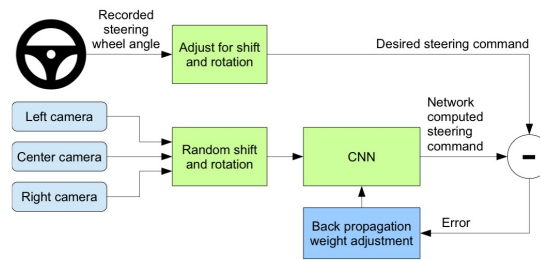 Recorded
steering
wheel angle
Adjust for shift
and rotation
Desired steering command
Left camera
Center camera
Right camera
Random shift
and rotation
CNN
Network
computed
steering
command
-
Back propagation
weight adjustment
Error